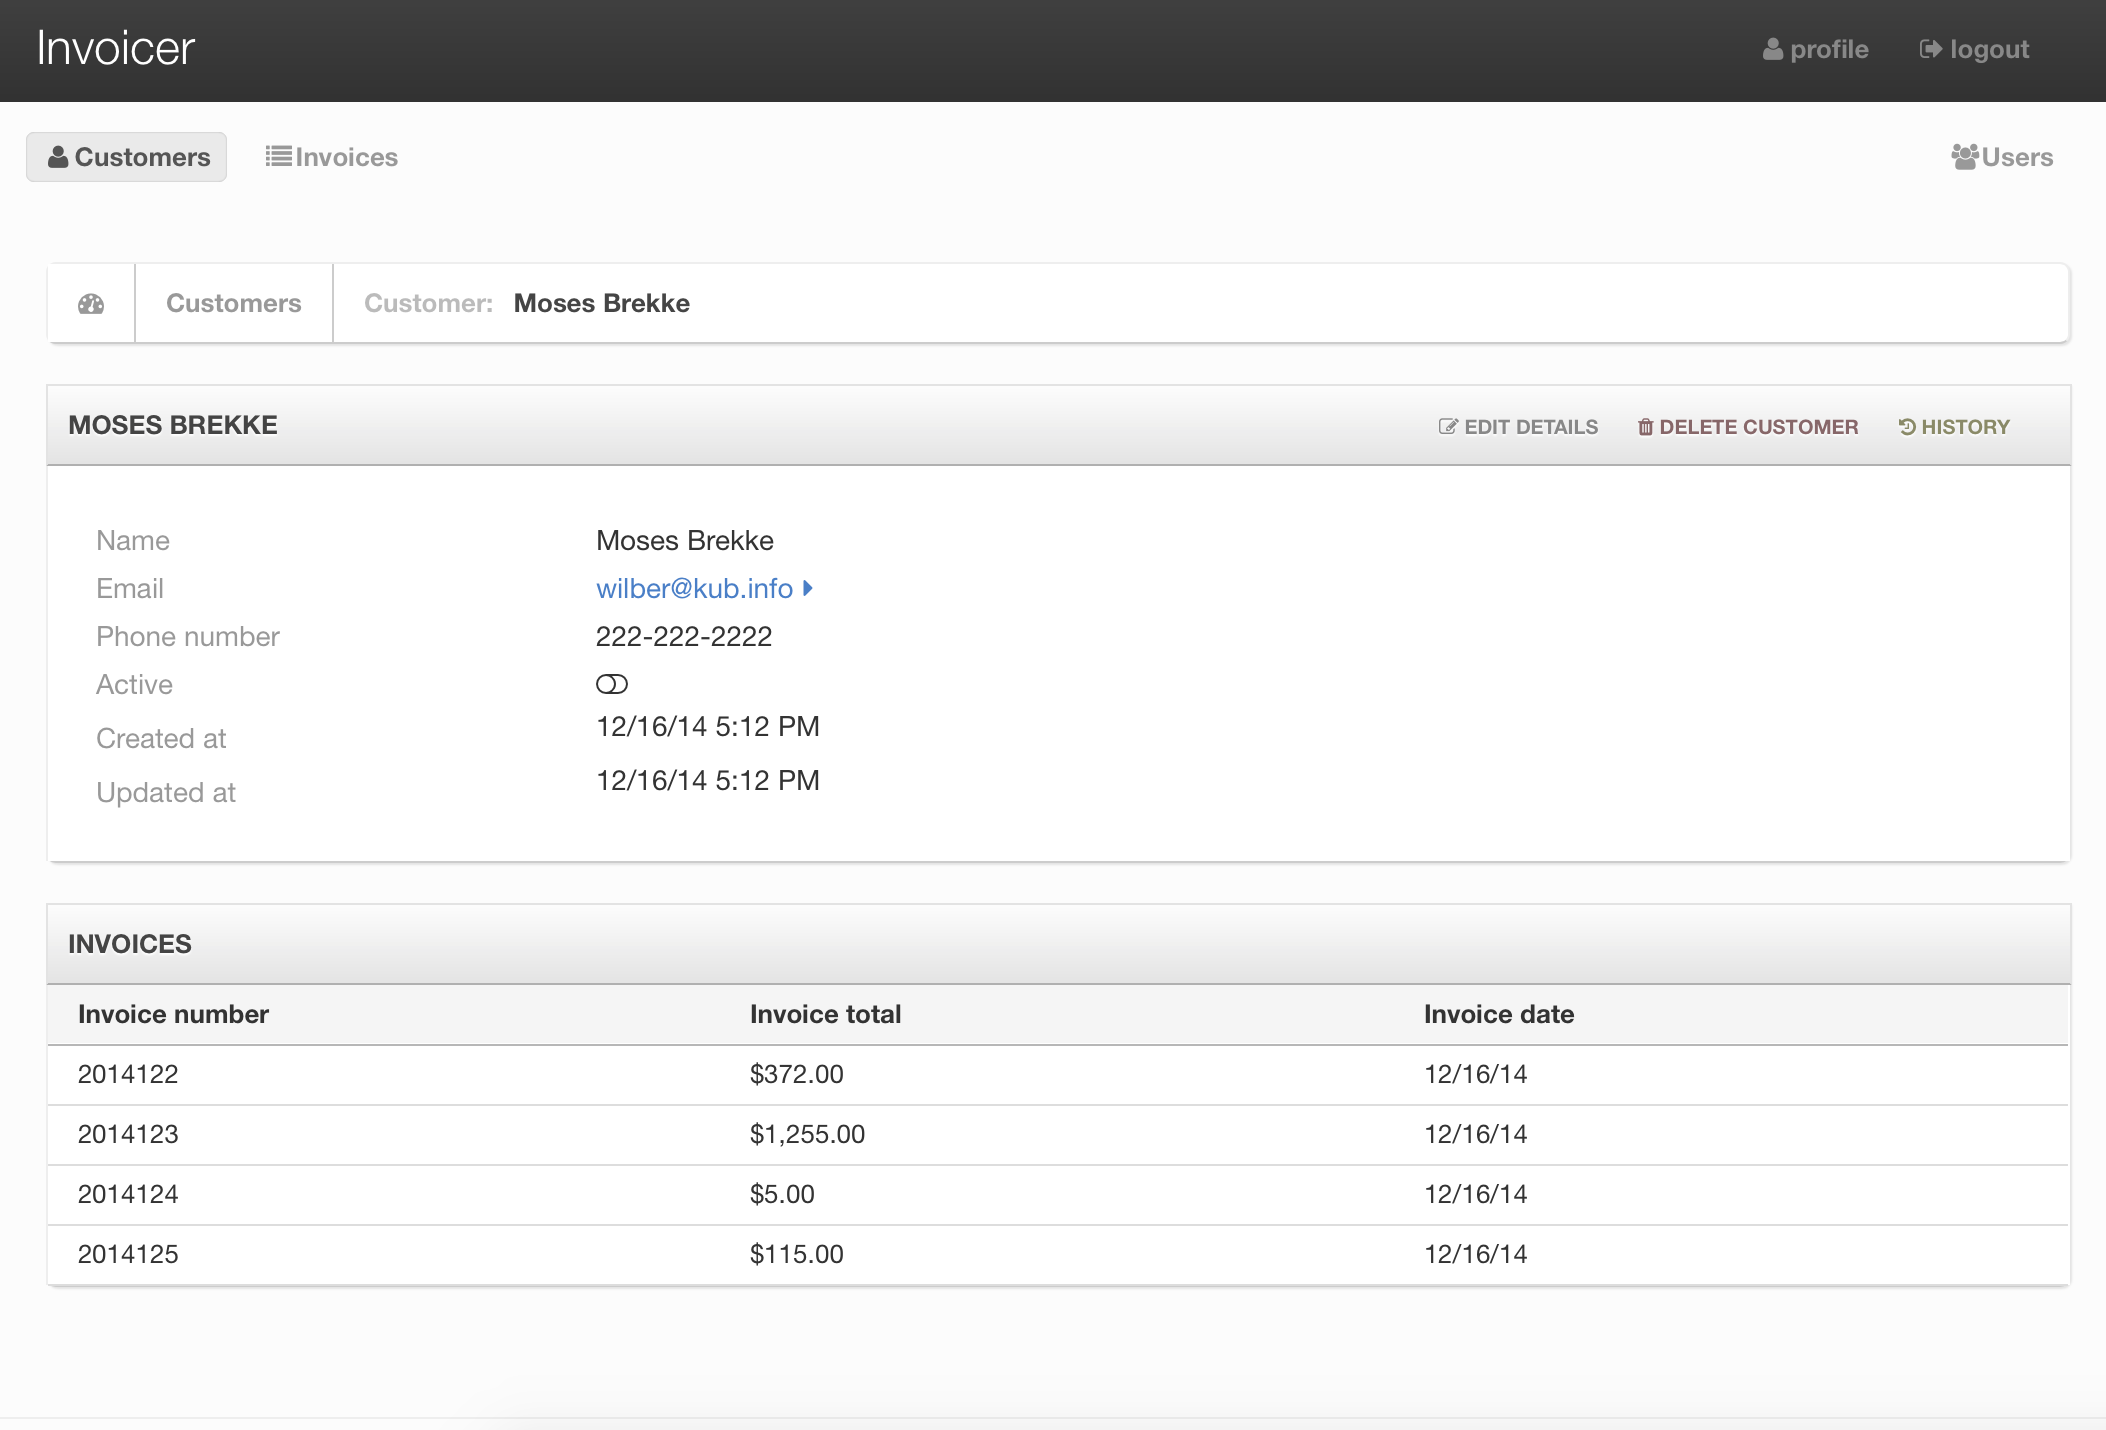 Invoicer
profile logout
Customers Invoices Users
Customers Customer: Moses Brekke
MOSES BREKKE EDIT DETAILS DELETE CUSTOMER HISTORY
Name Moses Brekke
Email wilber@kub.info
Phone number 222-222-2222
Active
Created at 12/16/14 5:12 PM
Updated at 12/16/14 5:12 PM
INVOICES
Invoice number Invoice total Invoice date
2014122 $372.00 12/16/14
2014123 $1,255.00 12/16/14
2014124 $5.00 12/16/14
2014125 $115.00 12/16/14